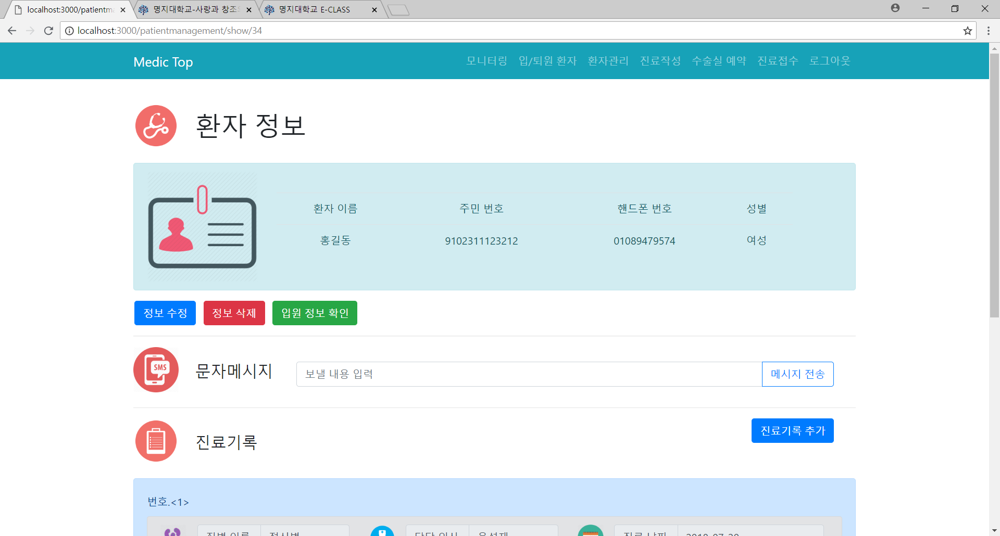 localhost:3000/patientm
명지대학교-사랑과 창조의
명지대학교 E-CLASS
localhost:3000/patientmanagement/show/34
Medic Top
모니터링 입/퇴원 환자 환자관리 진료작성 수술실 예약 진료접수 로그아웃
환자 정보
환자 이름 주민 번호 핸드폰 번호 성별
홍길동 9102311123212 01089479574 여성
정보 수정 정보 삭제 입원 정보 확인
SMS
문자메시지 보낼 내용 입력 메시지 전송
진료기록 추가
진료기록
번호.<1>